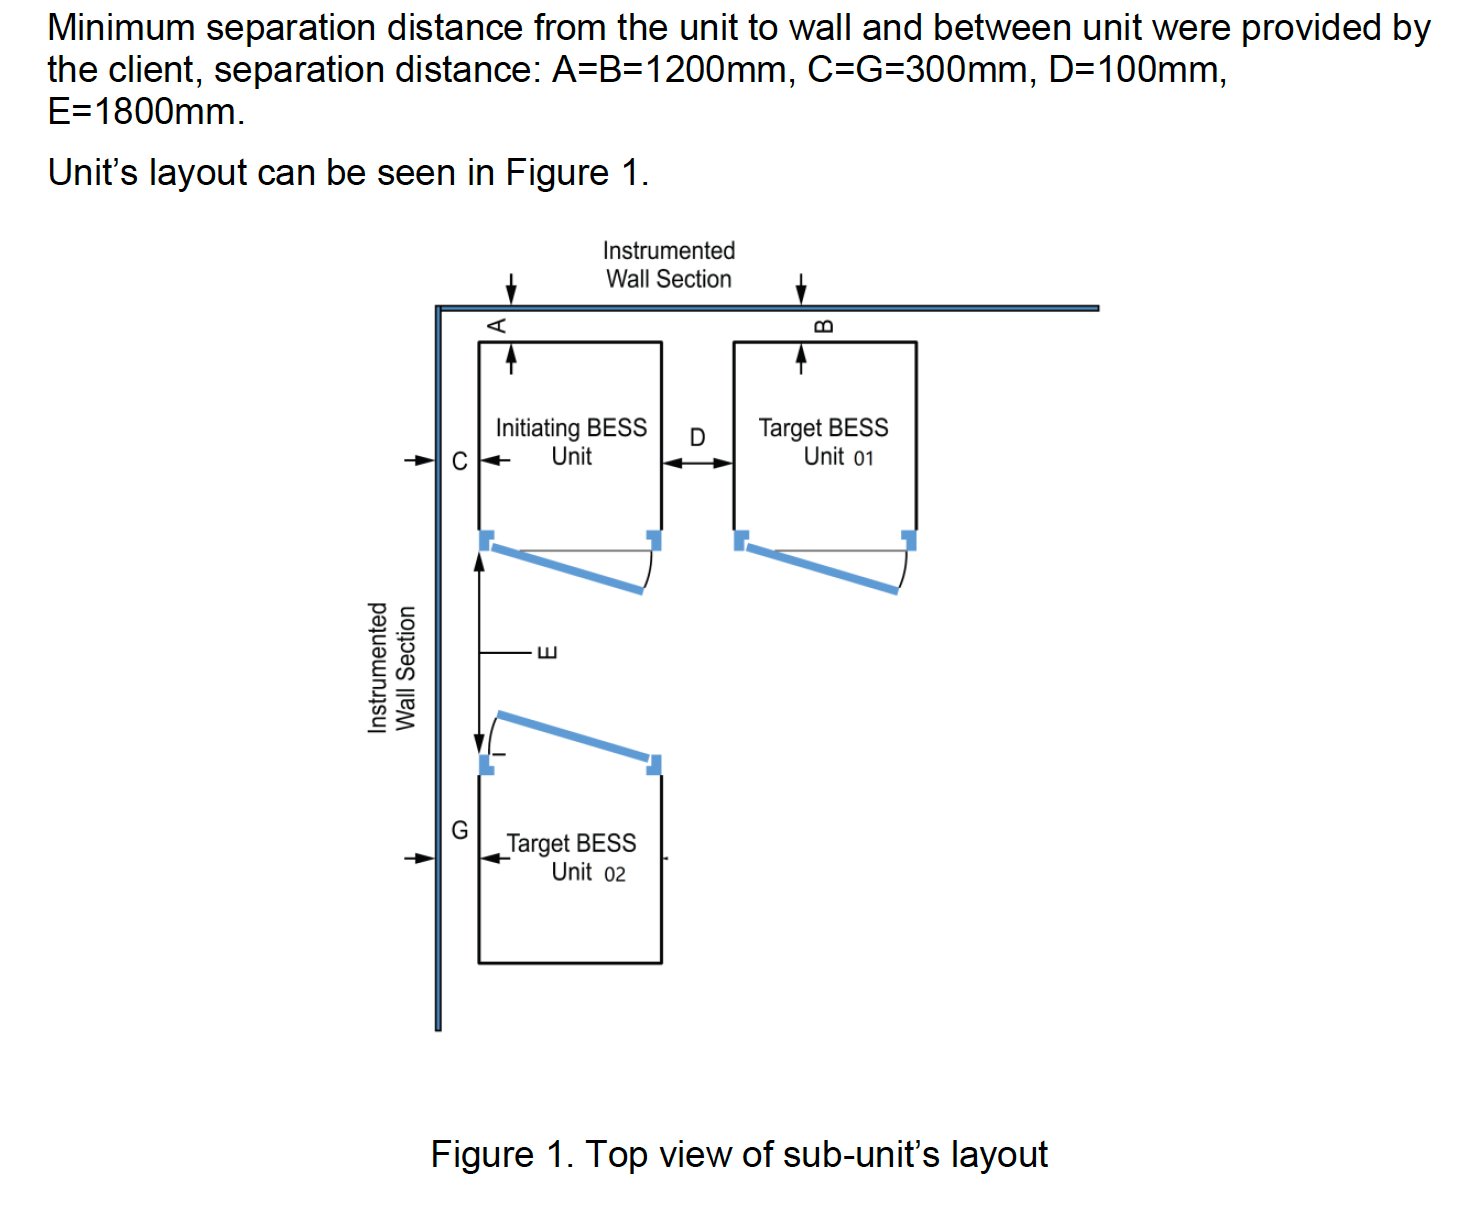 Minimum separation distance from the unit to wall and between unit were provided by
the client, separation distance: A=B=1200mm, C=G=300mm, D=100mm,
E=1800mm.
Unit’s layout can be seen in Figure 1.
Instrumented
Wall Section
A
B
Initiating BESS
Unit
D
Target BESS
Unit 01
C
Instrumented
Wall Section
E
G
Target BESS
Unit 02
Figure 1. Top view of sub-unit’s layout